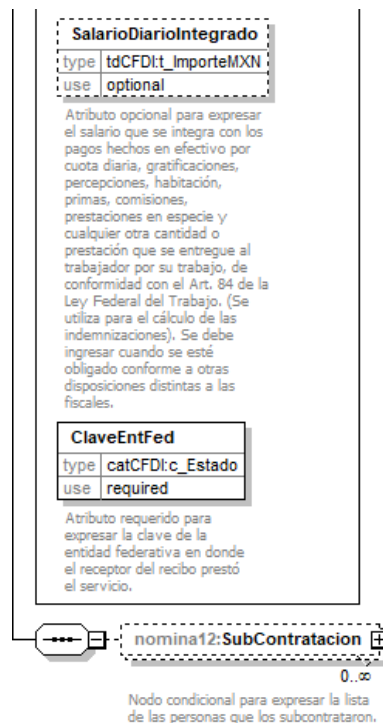 SalarioDiarioIntegrado
type tdCFDI:t_ImporteMXN
use optional
Atributo opcional para expresar
el salario que se integra con los
pagos hechos en efectivo por
cuota diaria, gratificaciones,
percepciones, habitación,
primas, comisiones,
prestaciones en especie y
cualquier otra cantidad o
prestación que se entregue al
trabajador por su trabajo, de
conformidad con el Art. 84 de la
Ley Federal del Trabajo. (Se
utiliza para el cálculo de las
indemnizaciones). Se debe
ingresar cuando se esté
obligado conforme a otras
disposiciones distintas a las
fiscales.
ClaveEntFed
type catCFDI:c_Estado
use required
Atributo requerido para
expresar la clave de la
entidad federativa en donde
el receptor del recibo prestó
el servicio.
nomina12:SubContratacion
0..∞
Nodo condicional para expresar la lista
de las personas que los subcontrataron.